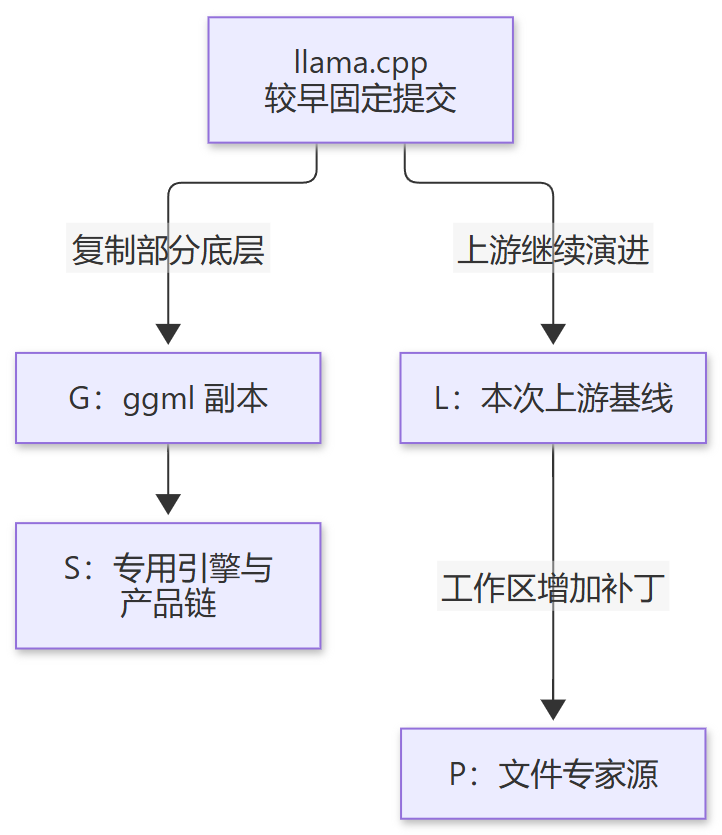 llama.cpp
较早固定提交
复制部分底层
上游继续演进
G：ggml 副本
L：本次上游基线
S：专用引擎与
产品链
工作区增加补丁
P：文件专家源